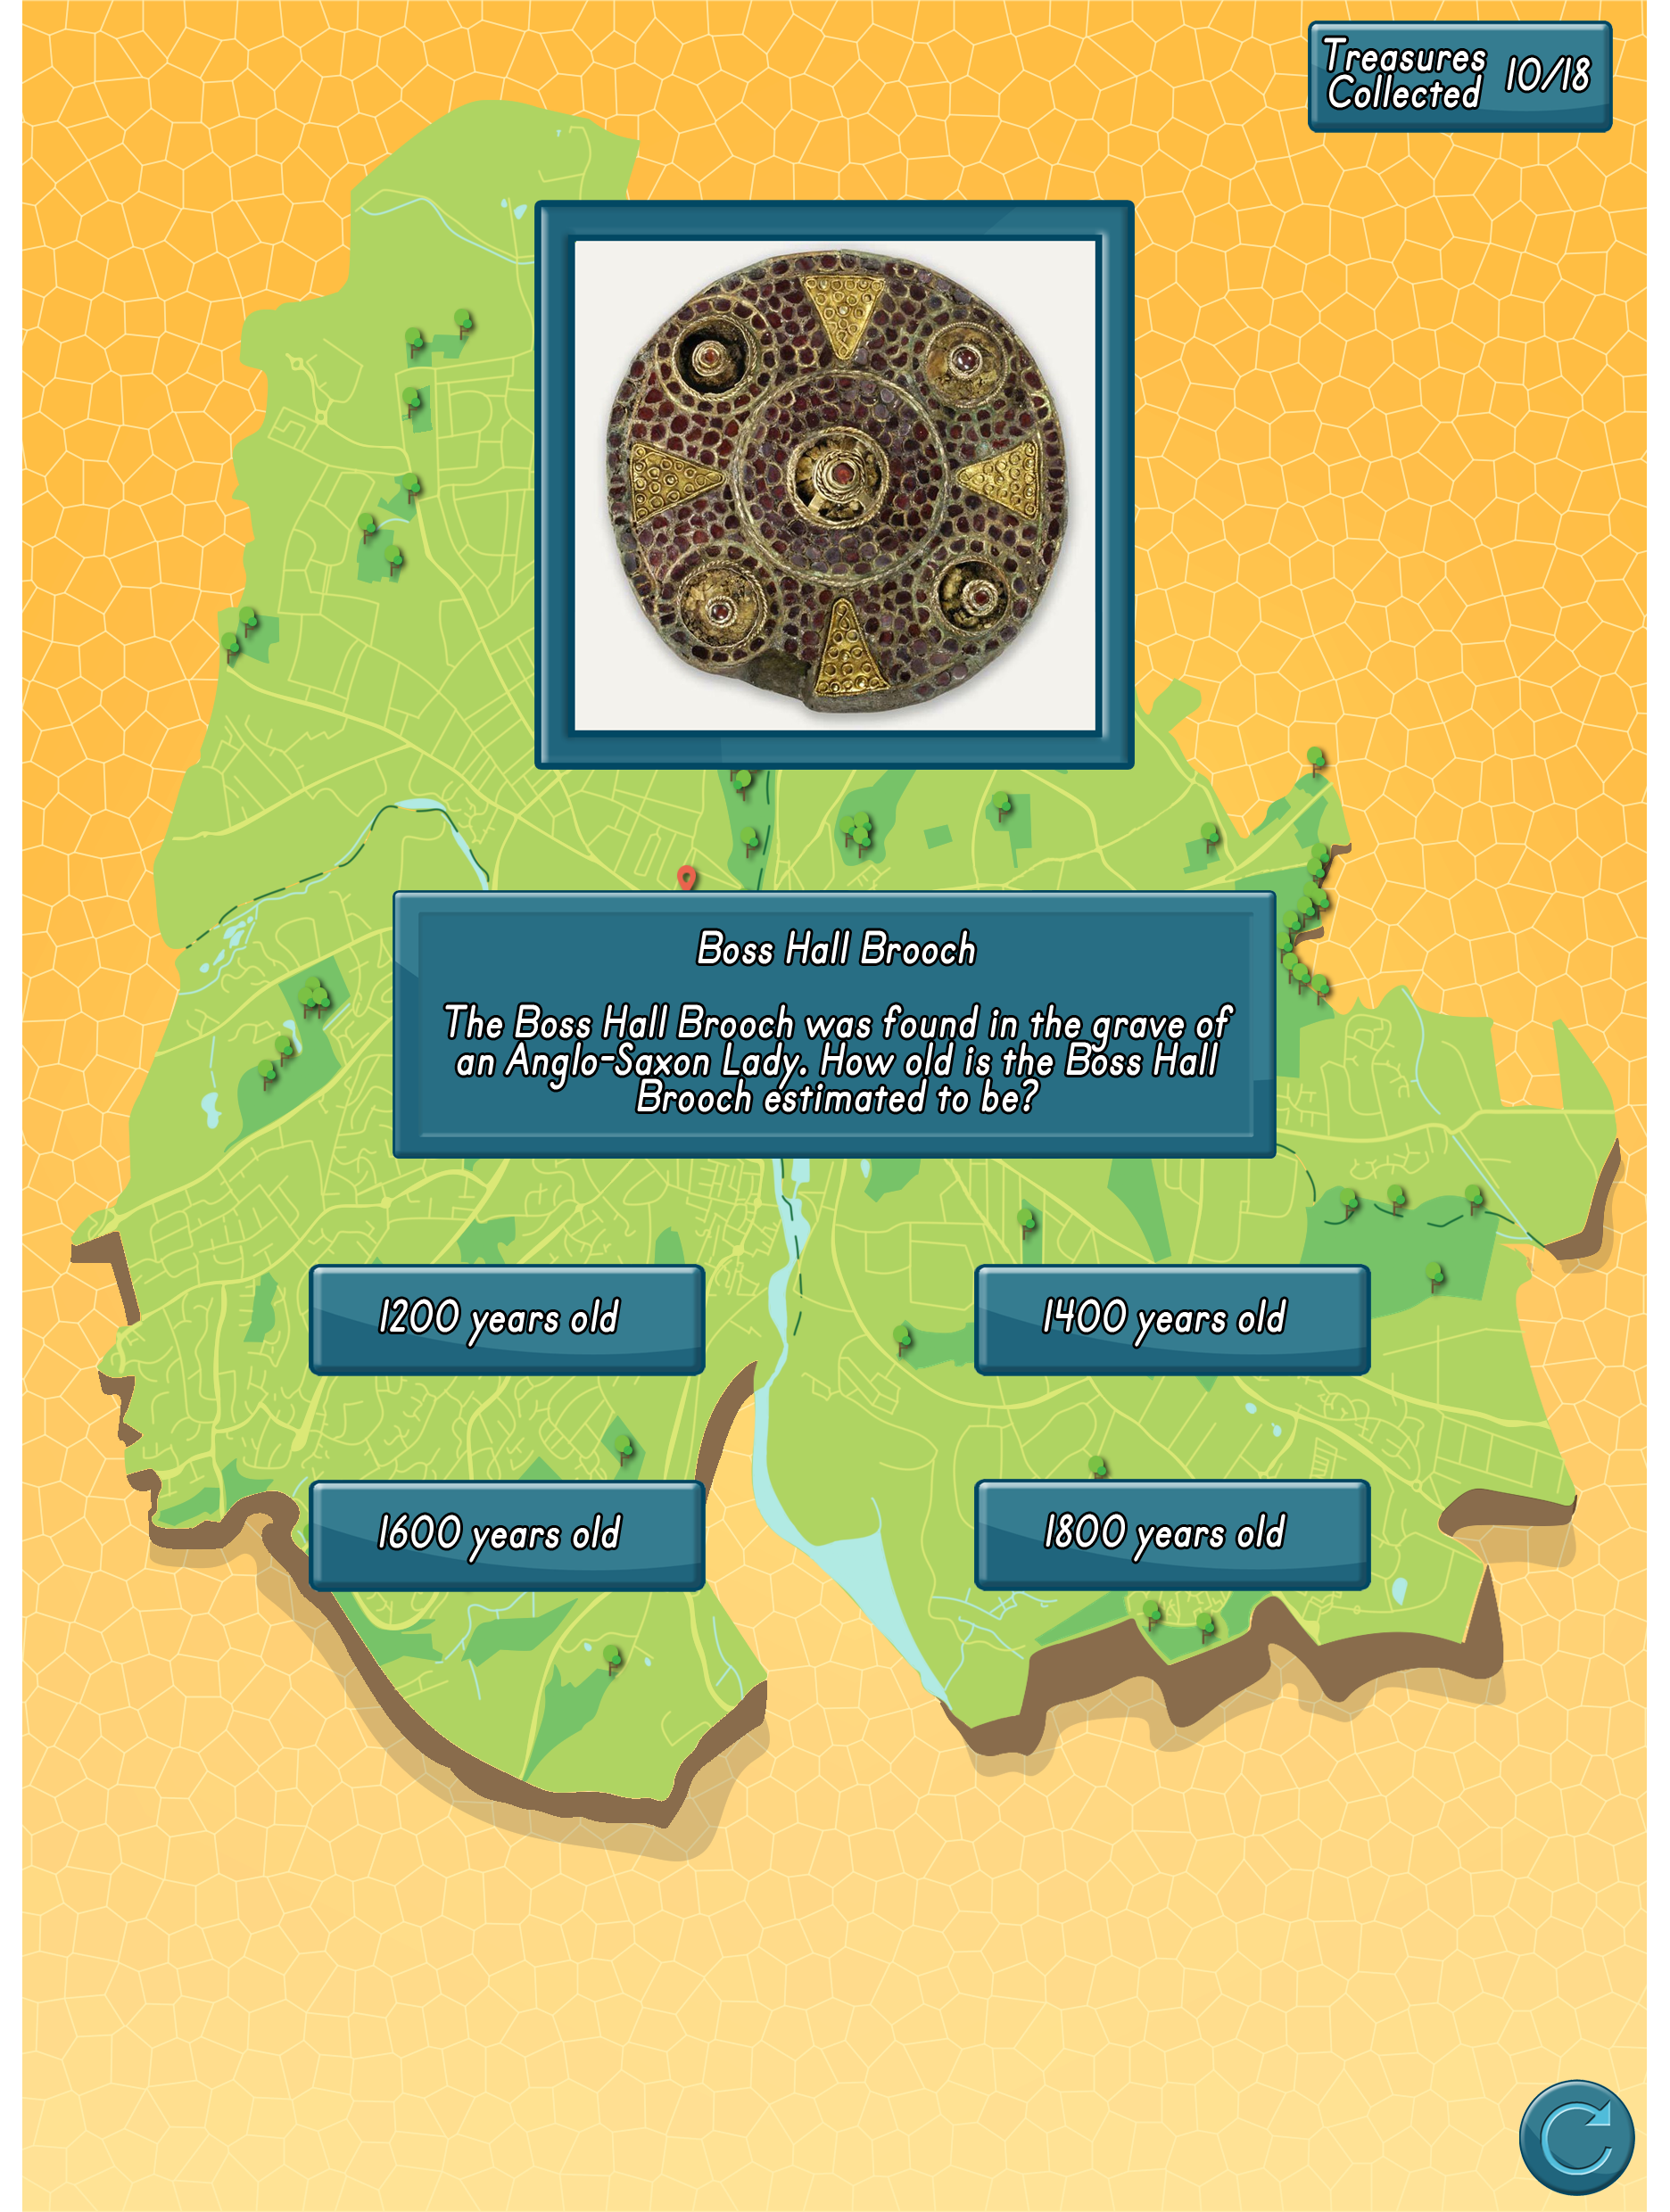 Treasures
Collected 10/18
Boss Hall Brooch
The Boss Hall Brooch was found in the grave of
an Anglo-Saxon Lady. How old is the Boss Hall
Brooch estimated to be?
1200 years old
1400 years old
1600 years old
1800 years old